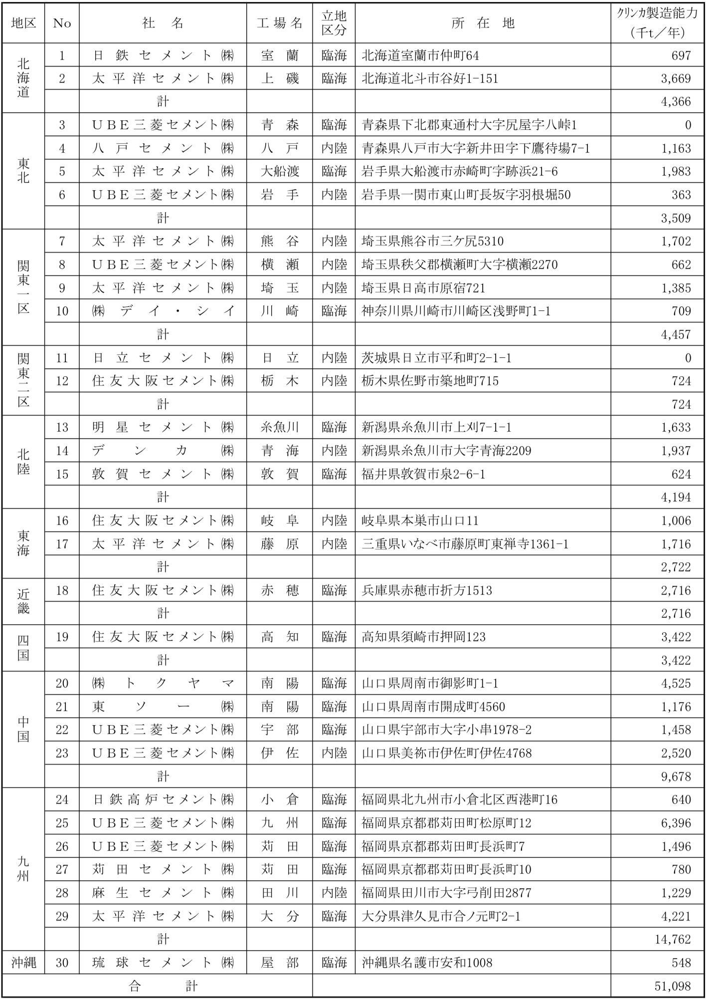 地区 No 社名 工場名 立地区分 所在地 クリンカ製造能力(千t/年)
北海道
1 日鉄セメント㈱ 室蘭 臨海 北海道室蘭市仲町64 697
2 太平洋セメント㈱ 上磯 臨海 北海道北斗市谷好1-151 3,669
計 4,366
東北
3 UBE三菱セメント㈱ 青森 臨海 青森県下北郡東通村大字尻屋字八峠1 0
4 八戸セメント㈱ 八戸 内陸 青森県八戸市大字新井田字下鷹待場7-1 1,163
5 太平洋セメント㈱ 大船渡 臨海 岩手県大船渡市赤崎町字跡浜21-6 1,983
6 UBE三菱セメント㈱ 岩手 内陸 岩手県一関市東山町長坂字羽根堀50 363
計 3,509
関東一区
7 太平洋セメント㈱ 熊谷 内陸 埼玉県熊谷市三ケ尻5310 1,702
8 UBE三菱セメント㈱ 横瀬 内陸 埼玉県秩父郡横瀬町大字横瀬2270 662
9 太平洋セメント㈱ 埼玉 内陸 埼玉県日高市原宿721 1,385
10 ㈱デイ・シイ 川崎 臨海 神奈川県川崎市川崎区浅野町1-1 709
計 4,457
関東二区
11 日立セメント㈱ 日立 内陸 茨城県日立市平和町2-1-1 0
12 住友大阪セメント㈱ 栃木 内陸 栃木県佐野市築地町715 724
計 724
北陸
13 明星セメント㈱ 糸魚川 臨海 新潟県糸魚川市上刈7-1-1 1,633
14 デンカ㈱ 青海 内陸 新潟県糸魚川市大字青海2209 1,937
15 敦賀セメント㈱ 敦賀 臨海 福井県敦賀市泉2-6-1 624
計 4,194
東海
16 住友大阪セメント㈱ 岐阜 内陸 岐阜県本巣市山口11 1,006
17 太平洋セメント㈱ 藤原 内陸 三重県いなべ市藤原町東禅寺1361-1 1,716
計 2,722
近畿
18 住友大阪セメント㈱ 赤穂 臨海 兵庫県赤穂市折方1513 2,716
計 2,716
四国
19 住友大阪セメント㈱ 高知 臨海 高知県須崎市押岡123 3,422
計 3,422
中国
20 ㈱トクヤマ 南陽 臨海 山口県周南市御影町1-1 4,525
21 東ソー㈱ 南陽 臨海 山口県周南市開成町4560 1,176
22 UBE三菱セメント㈱ 宇部 臨海 山口県宇部市大字小串1978-2 1,458
23 UBE三菱セメント㈱ 伊佐 内陸 山口県美祢市伊佐町伊佐4768 2,520
計 9,678
九州
24 日鉄高炉セメント㈱ 小倉 臨海 福岡県北九州市小倉北区西港町16 640
25 UBE三菱セメント㈱ 九州 臨海 福岡県京都郡苅田町松原町12 6,396
26 UBE三菱セメント㈱ 苅田 臨海 福岡県京都郡苅田町長浜町7 1,496
27 苅田セメント㈱ 苅田 臨海 福岡県京都郡苅田町長浜町10 780
28 麻生セメント㈱ 田川 内陸 福岡県田川市大字弓削田2877 1,229
29 太平洋セメント㈱ 大分 臨海 大分県津久見市合ノ元町2-1 4,221
計 14,762
沖縄 30 琉球セメント㈱ 屋部 臨海 沖縄県名護市安和1008 548
合計 51,098